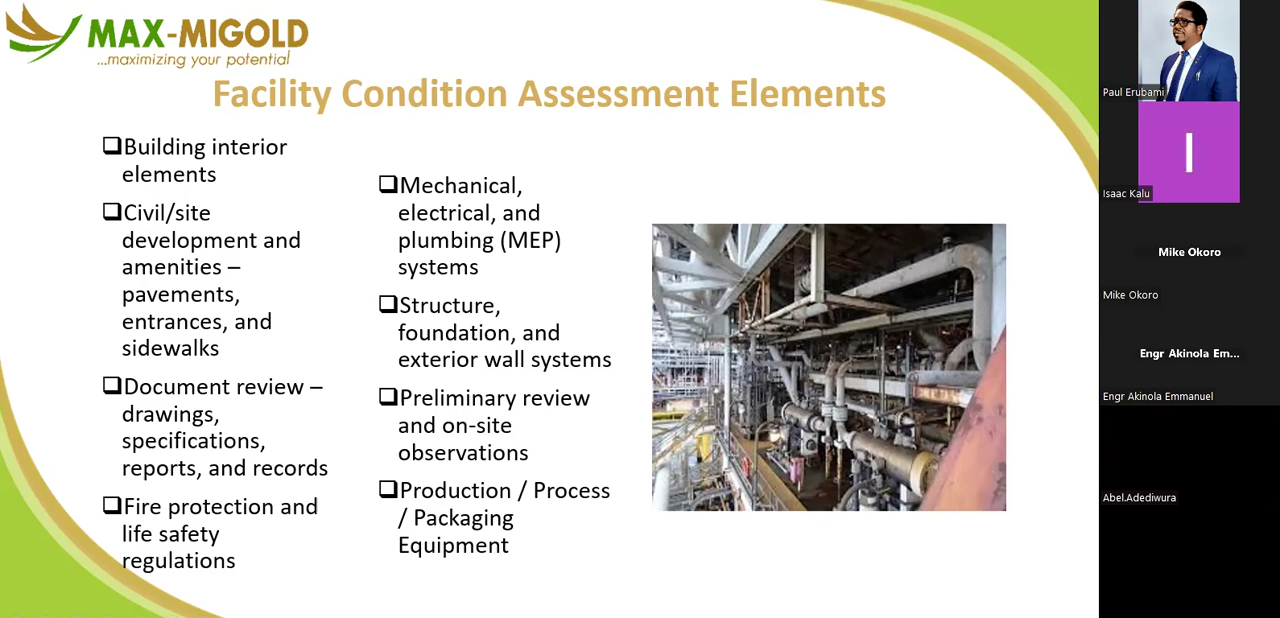 MAX-MIGOLD
...maximizing your potential
Facility Condition Assessment Elements
❑Building interior
elements
❑Civil/site
development and
amenities –
pavements,
entrances, and
sidewalks
❑Document review –
drawings,
specifications,
reports, and records
❑Fire protection and
life safety
regulations
❑Mechanical,
electrical, and
plumbing (MEP)
systems
❑Structure,
foundation, and
exterior wall systems
❑Preliminary review
and on-site
observations
❑Production / Process
/ Packaging
Equipment
Paul Erubami
I
Isaac Kalu
Mike Okoro
Mike Okoro
Engr Akinola Em...
Engr Akinola Emmanuel
Abel.Adediwura